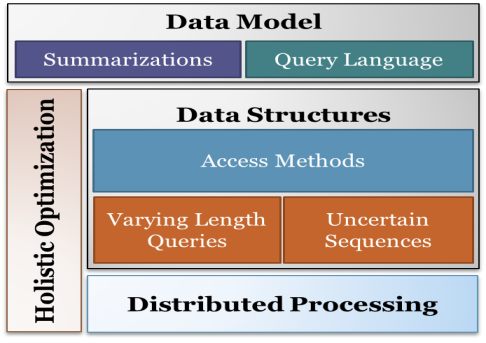 Data Model
Summarizations
Query Language
Holistic Optimization
Data Structures
Access Methods
Varying Length
Queries
Uncertain
Sequences
Distributed Processing